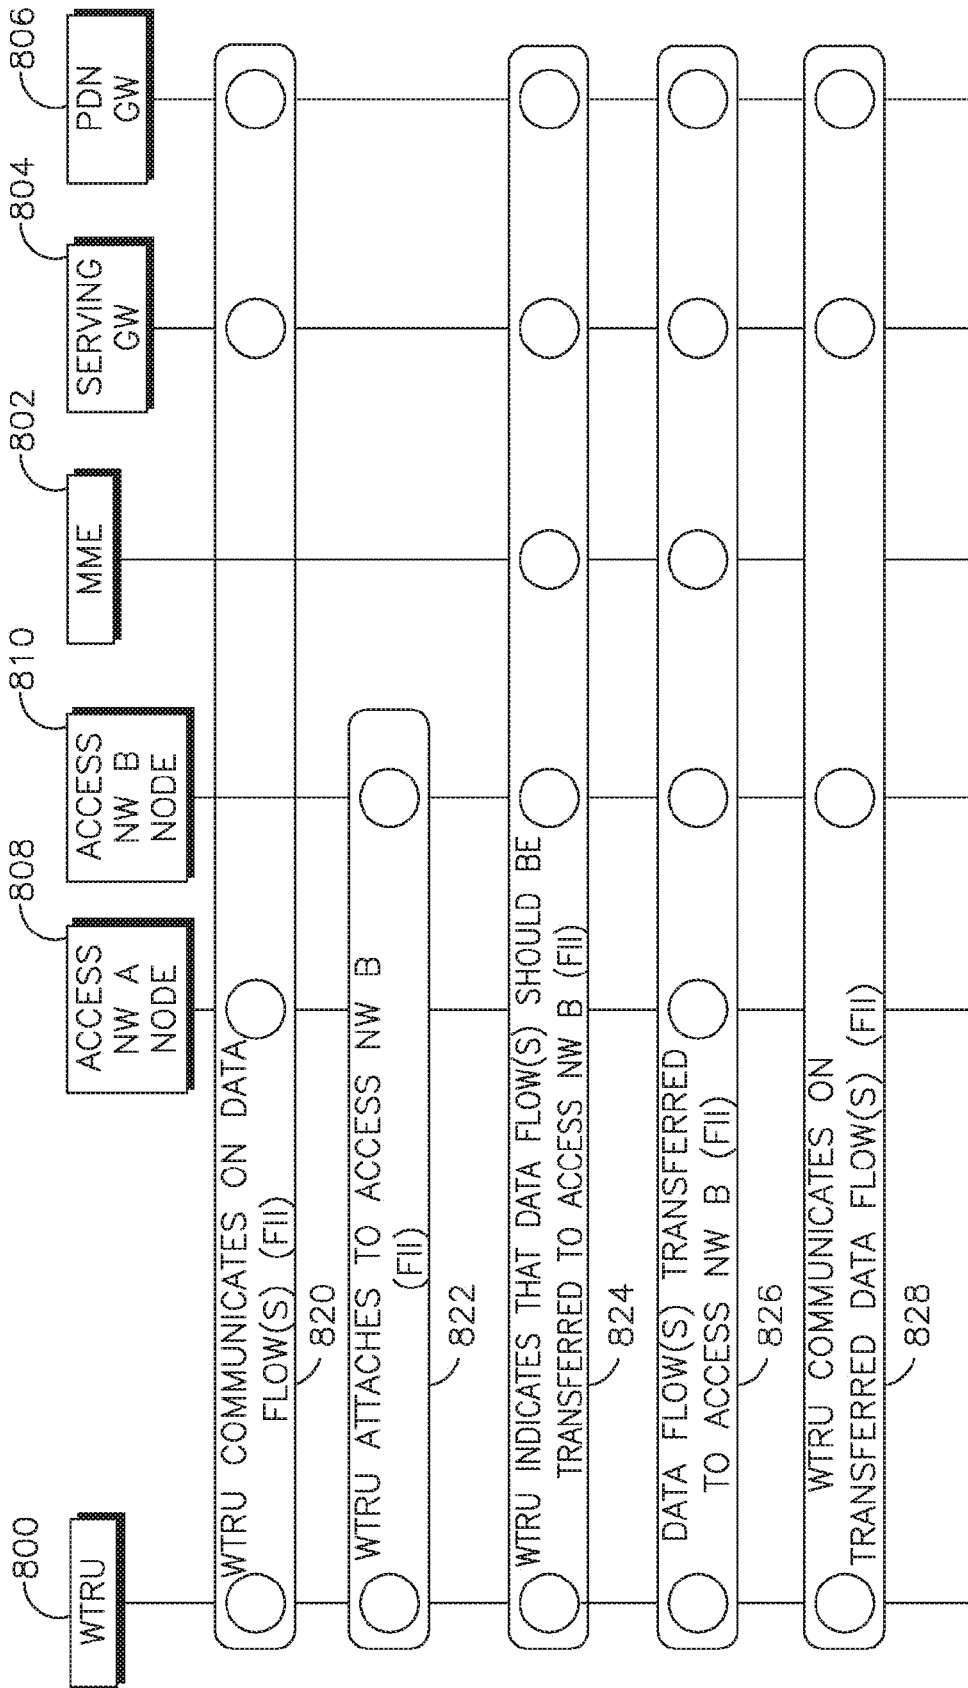 800
WTRU
808
ACCESS
NW A
NODE
810
ACCESS
NW B
NODE
802
MME
804
SERVING
GW
806
PDN
GW
WTRU COMMUNICATES ON DATA
FLOW(S) (FII)
820
WTRU ATTACHES TO ACCESS NW B
(FII)
822
WTRU INDICATES THAT DATA FLOW(S) SHOULD BE
TRANSFERRED TO ACCESS NW B (FII)
824
DATA FLOW(S) TRANSFERRED
TO ACCESS NW B (FII)
826
WTRU COMMUNICATES ON
TRANSFERRED DATA FLOW(S) (FII)
828